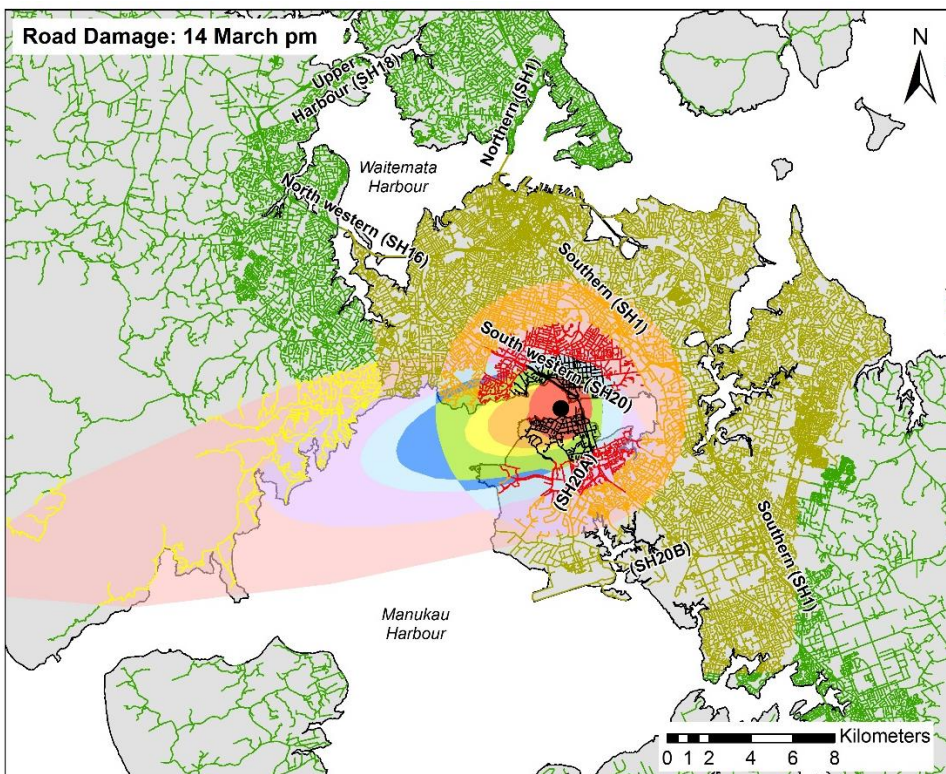 Road Damage: 14 March pm
N
Upper
Harbour (SH18)
Northern (SH1)
Waitemata
Harbour
North western (SH16)
Southern (SH1)
South western (SH20)
(SH20A)
(SH20B)
Southern (SH1)
Manukau
Harbour
Kilometers
0 1 2 4 6 8